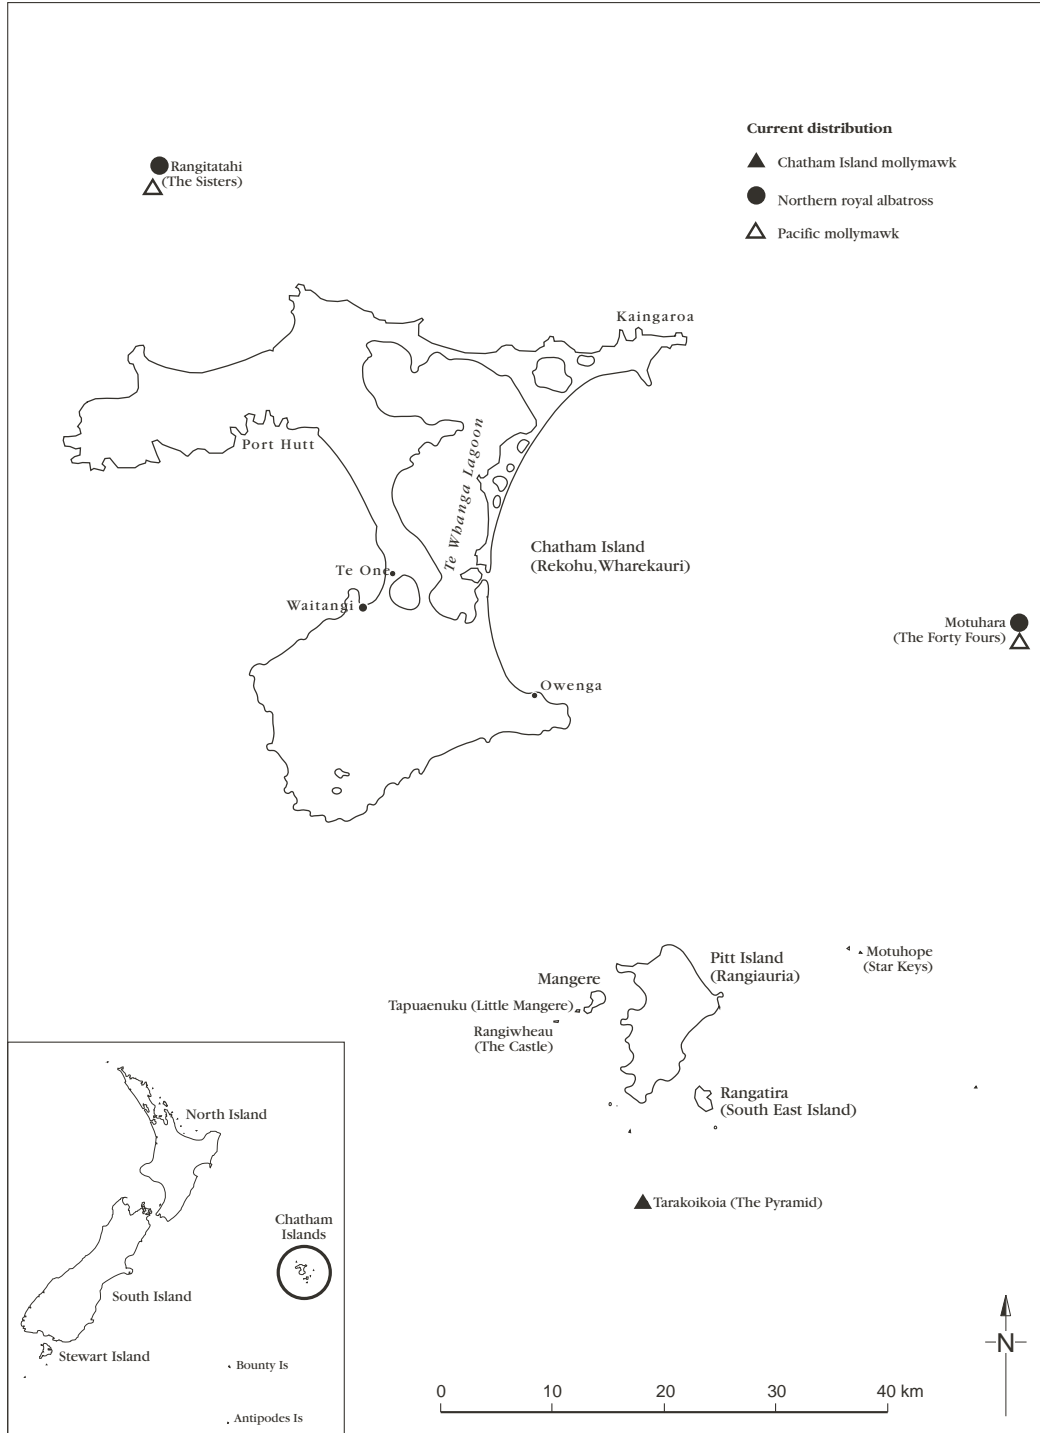 Current distribution
Chatham Island mollymawk
Northern royal albatross
Pacific mollymawk
Rangitatahi
(The Sisters)
Kaingaroa
Port Hutt
Te Whanga Lagoon
Chatham Island
(Rekohu, Wharekauri)
Te One
Waitangi
Motuhara
(The Forty Fours)
Owenga
Motuhope
(Star Keys)
Pitt Island
(Rangiauria)
Mangere
Tapuaenuku (Little Mangere)
Rangiwheau
(The Castle)
Rangatira
(South East Island)
Tarakoikoia (The Pyramid)
North Island
Chatham
Islands
South Island
Stewart Island
Bounty Is
Antipodes Is
N
0 10 20 30 40 km